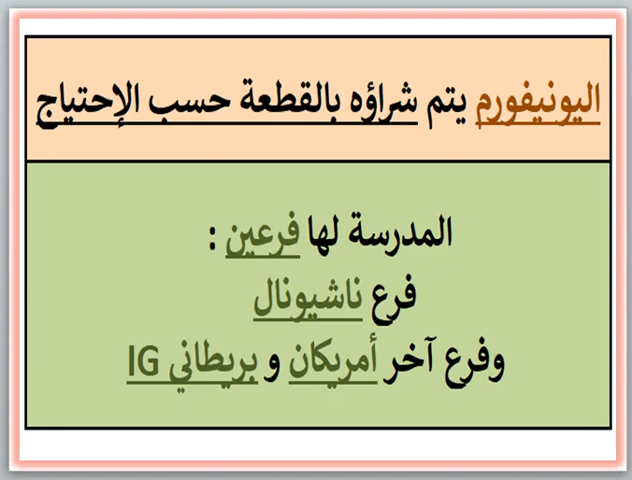 اليونيفورم يتم شراؤه بالقطعة حسب الإحتياج
المدرسة لها فرعين :
فرع ناشيونال
وفرع آخر أمريكان و بريطاني IG